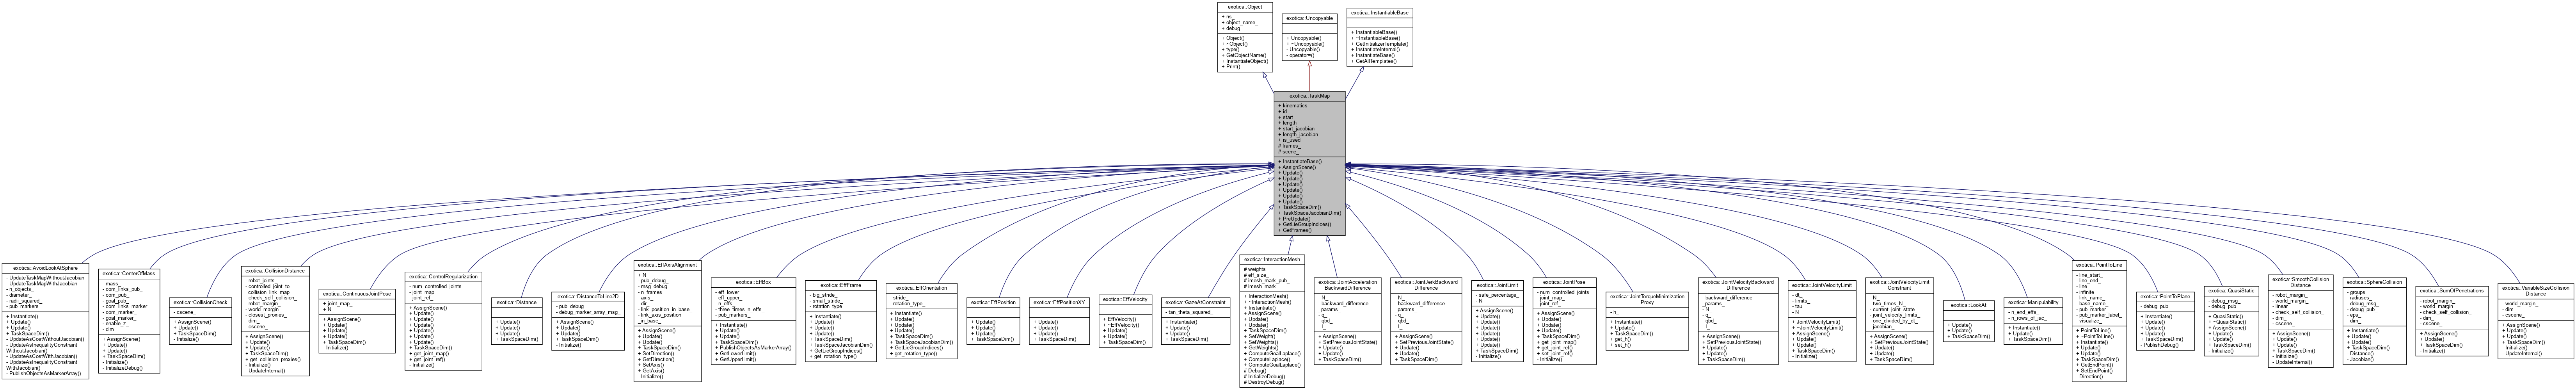 exotica::Object
+ ns_
+ object_name_
+ debug_
+ Object()
+ ~Object()
+ type()
+ GetObjectName()
+ InstantiateObject()
+ Print()
exotica::Uncopyable
+ Uncopyable()
+ ~Uncopyable()
- Uncopyable()
- operator=()
exotica::InstantiableBase
+ InstantiableBase()
+ ~InstantiableBase()
+ GetInitializerTemplate()
+ InstantiateInternal()
+ InstantiateBase()
+ GetAllTemplates()
exotica::TaskMap
+ kinematics
+ id
+ start
+ length
+ start_jacobian
+ length_jacobian
+ is_used
# frames_
# scene_
+ InstantiateBase()
+ AssignScene()
+ Update()
+ Update()
+ Update()
+ Update()
+ Update()
+ Update()
+ TaskSpaceDim()
+ TaskSpaceJacobianDim()
+ PreUpdate()
+ GetLieGroupIndices()
+ GetFrames()
exotica::AvoidLookAtSphere
- UpdateTaskMapWithoutJacobian
- UpdateTaskMapWithJacobian
- n_objects_
- diameter_
- radii_squared_
- pub_markers_
+ Instantiate()
+ Update()
+ Update()
+ TaskSpaceDim()
- UpdateAsCostWithoutJacobian()
- UpdateAsInequalityConstraint
WithoutJacobian()
- UpdateAsCostWithJacobian()
- UpdateAsInequalityConstraint
WithJacobian()
- PublishObjectsAsMarkerArray()
exotica::CenterOfMass
- mass_
- com_links_pub_
- com_pub_
- goal_pub_
- com_links_marker_
- com_marker_
- goal_marker_
- enable_z_
- dim_
+ AssignScene()
+ Update()
+ Update()
+ TaskSpaceDim()
- Initialize()
- InitializeDebug()
exotica::CollisionCheck
- cscene_
+ AssignScene()
+ Update()
+ TaskSpaceDim()
- Initialize()
exotica::CollisionDistance
- robot_joints_
- controlled_joint_to
_collision_link_map_
- check_self_collision_
- robot_margin_
- world_margin_
- closest_proxies_
- dim_
- cscene_
+ AssignScene()
+ Update()
+ Update()
+ TaskSpaceDim()
+ get_collision_proxies()
- Initialize()
- UpdateInternal()
exotica::ContinuousJointPose
+ joint_map_
+ N_
+ AssignScene()
+ Update()
+ Update()
+ TaskSpaceDim()
- Initialize()
exotica::ControlRegularization
- num_controlled_joints_
- joint_map_
- joint_ref_
+ AssignScene()
+ Update()
+ Update()
+ Update()
+ Update()
+ Update()
+ TaskSpaceDim()
+ get_joint_map()
+ get_joint_ref()
- Initialize()
exotica::Distance
+ Update()
+ Update()
+ TaskSpaceDim()
exotica::DistanceToLine2D
- pub_debug_
- debug_marker_array_msg_
+ AssignScene()
+ Update()
+ Update()
+ TaskSpaceDim()
- Initialize()
exotica::EffAxisAlignment
+ N
- pub_debug_
- msg_debug_
- n_frames_
- axis_
- dir_
- link_position_in_base_
- link_axis_position
_in_base_
+ AssignScene()
+ Update()
+ Update()
+ TaskSpaceDim()
+ SetDirection()
+ GetDirection()
+ SetAxis()
+ GetAxis()
- Initialize()
exotica::EffBox
- eff_lower_
- eff_upper_
- n_effs_
- three_times_n_effs_
- pub_markers_
+ Instantiate()
+ Update()
+ Update()
+ TaskSpaceDim()
+ PublishObjectsAsMarkerArray()
+ GetLowerLimit()
+ GetUpperLimit()
exotica::EffFrame
- big_stride_
- small_stride_
- rotation_type_
+ Instantiate()
+ Update()
+ Update()
+ TaskSpaceDim()
+ TaskSpaceJacobianDim()
+ GetLieGroupIndices()
+ get_rotation_type()
exotica::EffOrientation
- stride_
- rotation_type_
+ Instantiate()
+ Update()
+ Update()
+ TaskSpaceDim()
+ TaskSpaceJacobianDim()
+ GetLieGroupIndices()
+ get_rotation_type()
exotica::EffPosition
+ Update()
+ Update()
+ TaskSpaceDim()
exotica::EffPositionXY
+ Update()
+ Update()
+ TaskSpaceDim()
exotica::EffVelocity
+ EffVelocity()
+ ~EffVelocity()
+ Update()
+ Update()
+ TaskSpaceDim()
exotica::GazeAtConstraint
- tan_theta_squared_
+ Instantiate()
+ Update()
+ Update()
+ TaskSpaceDim()
exotica::InteractionMesh
# weights_
# eff_size_
# imesh_mark_pub_
# imesh_mark_
+ InteractionMesh()
+ ~InteractionMesh()
+ Instantiate()
+ AssignScene()
+ Update()
+ Update()
+ TaskSpaceDim()
+ SetWeight()
+ SetWeights()
+ GetWeights()
+ ComputeGoalLaplace()
+ ComputeLaplace()
+ ComputeGoalLaplace()
# Debug()
# InitializeDebug()
# DestroyDebug()
exotica::JointAcceleration
BackwardDifference
- N_
- backward_difference
_params_
- q_
- qbd_
- I_
+ AssignScene()
+ SetPreviousJointState()
+ Update()
+ Update()
+ TaskSpaceDim()
exotica::JointJerkBackward
Difference
- N_
- backward_difference
_params_
- q_
- qbd_
- I_
+ AssignScene()
+ SetPreviousJointState()
+ Update()
+ Update()
+ TaskSpaceDim()
exotica::JointLimit
- safe_percentage_
- N
+ AssignScene()
+ Update()
+ Update()
+ Update()
+ Update()
+ TaskSpaceDim()
- Initialize()
exotica::JointPose
- num_controlled_joints_
- joint_map_
- joint_ref_
+ AssignScene()
+ Update()
+ Update()
+ Update()
+ Update()
+ TaskSpaceDim()
+ get_joint_map()
+ get_joint_ref()
+ set_joint_ref()
- Initialize()
exotica::JointTorqueMinimization
Proxy
- h_
+ Instantiate()
+ Update()
+ TaskSpaceDim()
+ get_h()
+ set_h()
exotica::JointVelocityBackward
Difference
- backward_difference
_params_
- N_
- q_
- qbd_
- I_
+ AssignScene()
+ SetPreviousJointState()
+ Update()
+ Update()
+ TaskSpaceDim()
exotica::JointVelocityLimit
- dt_
- limits_
- tau_
- N
+ JointVelocityLimit()
+ ~JointVelocityLimit()
+ AssignScene()
+ Update()
+ Update()
+ TaskSpaceDim()
- Initialize()
exotica::JointVelocityLimit
Constraint
- N_
- two_times_N_
- current_joint_state_
- joint_velocity_limits_
- one_divided_by_dt_
- jacobian_
+ AssignScene()
+ SetPreviousJointState()
+ Update()
+ Update()
+ TaskSpaceDim()
exotica::LookAt
+ Update()
+ Update()
+ TaskSpaceDim()
exotica::Manipulability
- n_end_effs_
- n_rows_of_jac_
+ Instantiate()
+ Update()
+ TaskSpaceDim()
exotica::PointToLine
- line_start_
- line_end_
- line_
- infinite_
- link_name_
- base_name_
- pub_marker_
- pub_marker_label_
- visualize_
+ PointToLine()
+ ~PointToLine()
+ Instantiate()
+ Update()
+ Update()
+ TaskSpaceDim()
+ GetEndPoint()
+ SetEndPoint()
- Direction()
exotica::PointToPlane
- debug_pub_
+ Instantiate()
+ Update()
+ Update()
+ TaskSpaceDim()
- PublishDebug()
exotica::QuasiStatic
- debug_msg_
- debug_pub_
+ QuasiStatic()
+ ~QuasiStatic()
+ AssignScene()
+ Update()
+ Update()
+ TaskSpaceDim()
- Initialize()
exotica::SmoothCollision
Distance
- robot_margin_
- world_margin_
- linear_
- check_self_collision_
- dim_
- cscene_
+ AssignScene()
+ Update()
+ Update()
+ TaskSpaceDim()
- Initialize()
- UpdateInternal()
exotica::SphereCollision
- groups_
- radiuses_
- debug_msg_
- debug_pub_
- eps_
- dim_
+ Instantiate()
+ Update()
+ Update()
+ TaskSpaceDim()
- Distance()
- Jacobian()
exotica::SumOfPenetrations
- robot_margin_
- world_margin_
- check_self_collision_
- dim_
- cscene_
+ AssignScene()
+ Update()
+ TaskSpaceDim()
- Initialize()
exotica::VariableSizeCollision
Distance
- world_margin_
- dim_
- cscene_
+ AssignScene()
+ Update()
+ Update()
+ TaskSpaceDim()
- Initialize()
- UpdateInternal()